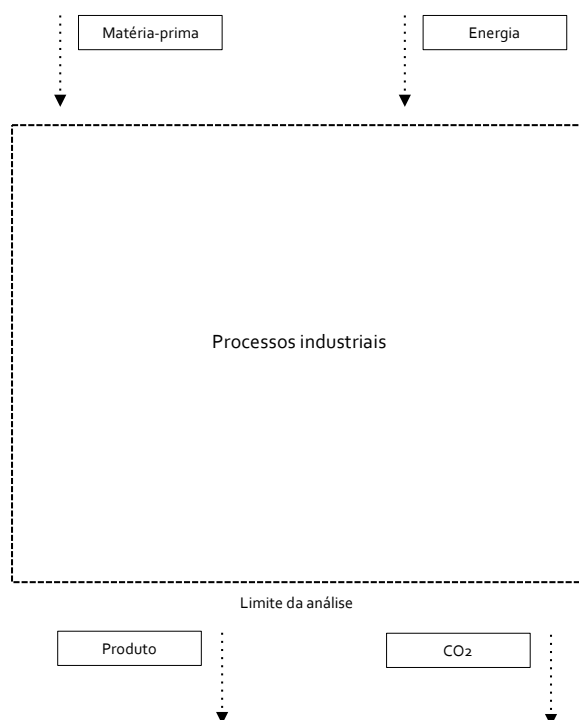 Matéria-prima
Energia
Processos industriais
Limite da análise
Produto
CO2